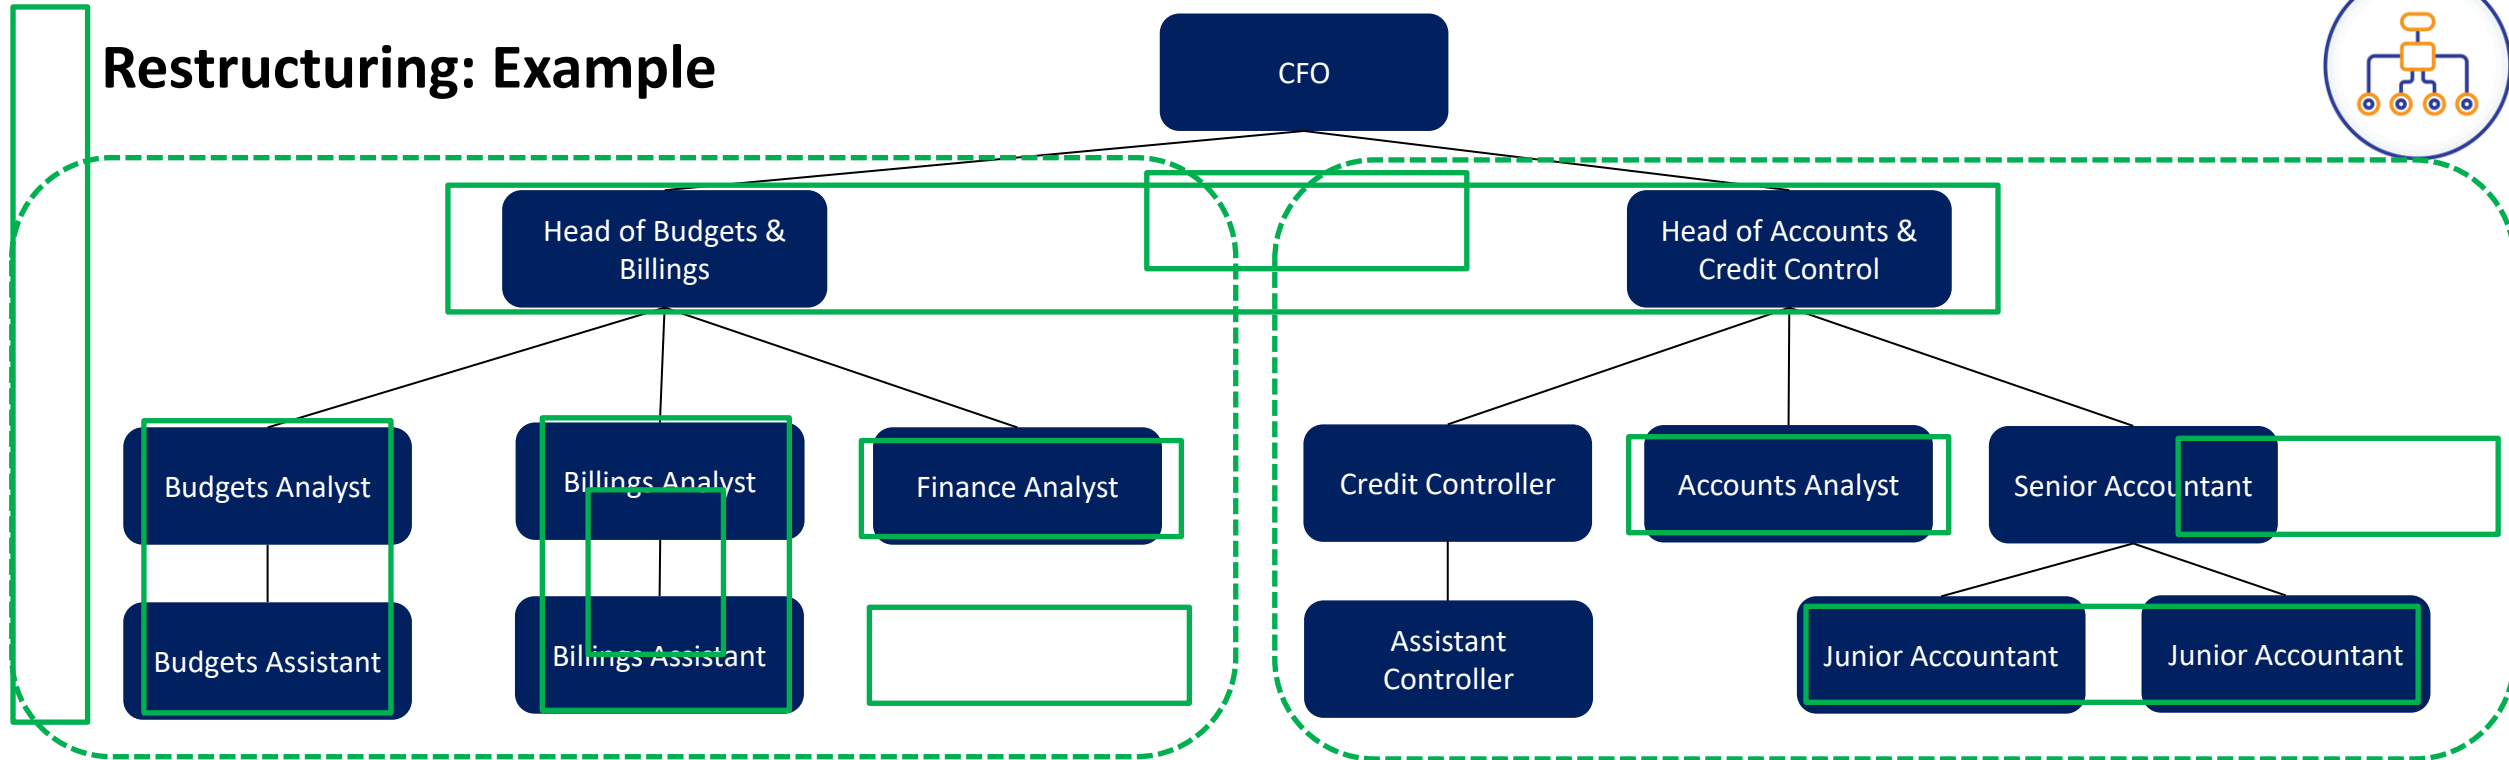 Restructuring: Example
CFO
Head of Budgets &
Billings
Head of Accounts &
Credit Control
Budgets Analyst
Billings Analyst
Finance Analyst
Credit Controller
Accounts Analyst
Senior Accountant
Budgets Assistant
Billings Assistant
Assistant
Controller
Junior Accountant
Junior Accountant